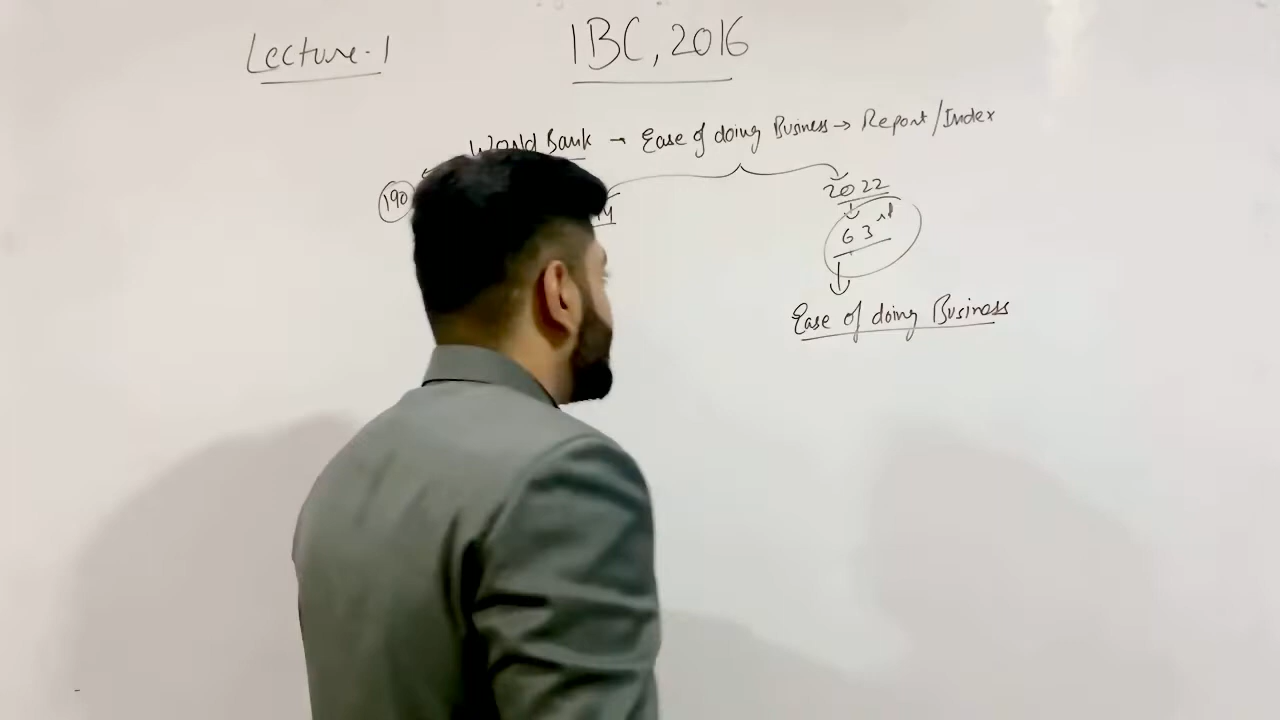 Lecture-1
IBC, 2016
World Bank → Ease of doing Business → Report/Index
190
2022
63rd
Ease of doing Business